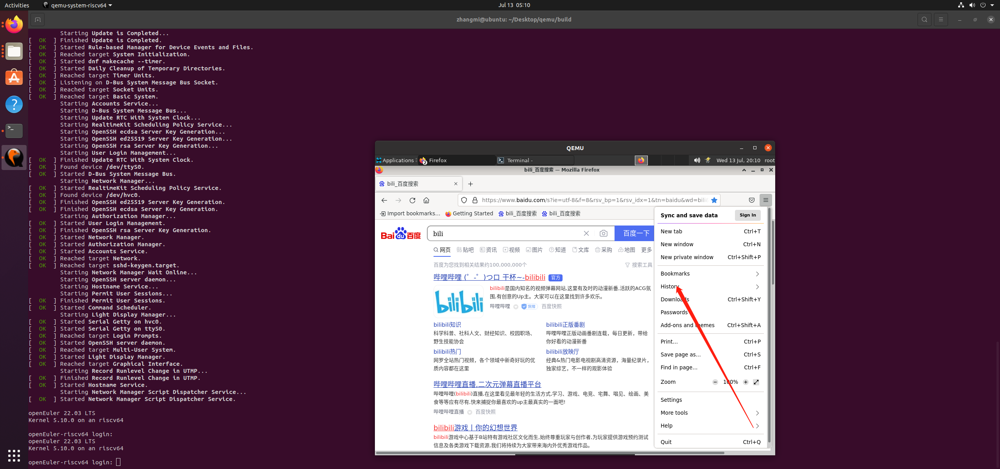 Activities
qemu-system-riscv64
Jul 13 05:10
zhangmi@ubuntu: ~/Desktop/qemu/build
Starting Update is Completed...
[ OK ] Finished Update is Completed.
[ OK ] Started Rule-based Manager for Device Events and Files.
[ OK ] Reached target System Initialization.
[ OK ] Started dnf makecache --timer.
[ OK ] Started Daily Cleanup of Temporary Directories.
[ OK ] Reached target Timer Units.
[ OK ] Listening on D-Bus System Message Bus Socket.
[ OK ] Reached target Socket Units.
[ OK ] Reached target Basic System.
Starting Accounts Service...
Starting D-Bus System Message Bus...
Starting Update RTC With System Clock...
Starting RealtimeKit Scheduling Policy Service...
Starting OpenSSH ecdsa Server Key Generation...
Starting OpenSSH ed25519 Server Key Generation...
Starting OpenSSH rsa Server Key Generation...
Starting User Login Management...
[ OK ] Finished Update RTC With System Clock.
[ OK ] Found device /dev/ttyS0.
[ OK ] Started D-Bus System Message Bus.
Starting Network Manager...
[ OK ] Started RealtimeKit Scheduling Policy Service.
[ OK ] Found device /dev/hvc0.
[ OK ] Finished OpenSSH ed25519 Server Key Generation.
[ OK ] Finished OpenSSH ecdsa Server Key Generation.
Starting Authorization Manager...
[ OK ] Started User Login Management.
[ OK ] Finished OpenSSH rsa Server Key Generation.
[ OK ] Started Network Manager.
[ OK ] Started Authorization Manager.
[ OK ] Started Accounts Service.
[ OK ] Reached target Network.
[ OK ] Reached target sshd-keygen.target.
Starting Network Manager Wait Online...
Starting OpenSSH server daemon...
Starting Hostname Service...
Starting Permit User Sessions...
[ OK ] Finished Permit User Sessions.
[ OK ] Started Command Scheduler.
Starting Light Display Manager...
[ OK ] Started Serial Getty on hvc0.
[ OK ] Started Serial Getty on ttyS0.
[ OK ] Reached target Login Prompts.
[ OK ] Started OpenSSH server daemon.
[ OK ] Reached target Multi-User System.
[ OK ] Started Light Display Manager.
[ OK ] Reached target Graphical Interface.
Starting Record Runlevel Change in UTMP...
[ OK ] Finished Record Runlevel Change in UTMP.
[ OK ] Started Hostname Service.
Starting Network Manager Script Dispatcher Service...
[ OK ] Started Network Manager Script Dispatcher Service.
openEuler 22.03 LTS
Kernel 5.10.0 on an riscv64
openEuler-riscv64 login:
openEuler 22.03 LTS
Kernel 5.10.0 on an riscv64
openEuler-riscv64 login:
QEMU
Applications
2 Firefox
Terminal -
Wed 13 Jul, 20:10 root
bili_百度搜索 — Mozilla Firefox
bili_百度搜索
https://www.baidu.com/s?ie=utf-8&f=8&rsv_bp=1&rsv_idx=1&tn=baidu&wd=bili
Import bookmarks... Getting Started bili_百度搜索 bili_百度搜索
Bai du 百度
bili
百度一下
网页 贴吧 资讯 视频 图片 知道 文库 采购 地图 更多
百度为您找到相关结果约100,000,000个
搜索工具
哔哩哔哩 (゜-゜)つロ 干杯~-bilibili 官方
bilibili
bilibili是国内知名的视频弹幕网站,这里有及时的动漫新番,活跃的ACG氛
围,有创意的Up主。大家可以在这里找到许多欢乐。
哔哩哔哩 保障 百度快照
bilibili知识
科学科普、社科人文、财经知识、校园职场、
野生技能协会
bilibili正版番剧
哔哩哔哩正版动画番剧连载，每日更新，带给
你好看的动漫新番
bilibili热门
网罗全站热门视频，各个领域中新奇好玩的优
质内容都在这里
bilibili放映厅
经典&热门电影电视剧高清资源，海量纪录片，
独家综艺，不一样的观影体验
哔哩哔哩直播,二次元弹幕直播平台
哔哩哔哩(bilibili)直播,在这里看见最年轻的生活方式,学习、游戏、电竞、宅舞、唱见、绘画、美
食等等应有尽有,快来捕捉你最喜欢的up主最真实的一面吧!
哔哩哔哩直播 百度快照
bilibili游戏丨你的幻想世界
bilibili游戏中心基于B站特有游戏社区文化而生,始终尊重玩家与创作者,为玩家提供游戏预约测试
信息及各类游戏下载资源,我们将持续为大家带来海内外优秀游戏作品。
Sync and save data Sign In
New tab Ctrl+T
New window Ctrl+N
New private window Ctrl+Shift+P
Bookmarks
History
Downloads Ctrl+Shift+Y
Passwords
Add-ons and themes Ctrl+Shift+A
Print... Ctrl+P
Save page as... Ctrl+S
Find in page... Ctrl+F
Zoom 100%
Settings
More tools
Help
Quit Ctrl+Q